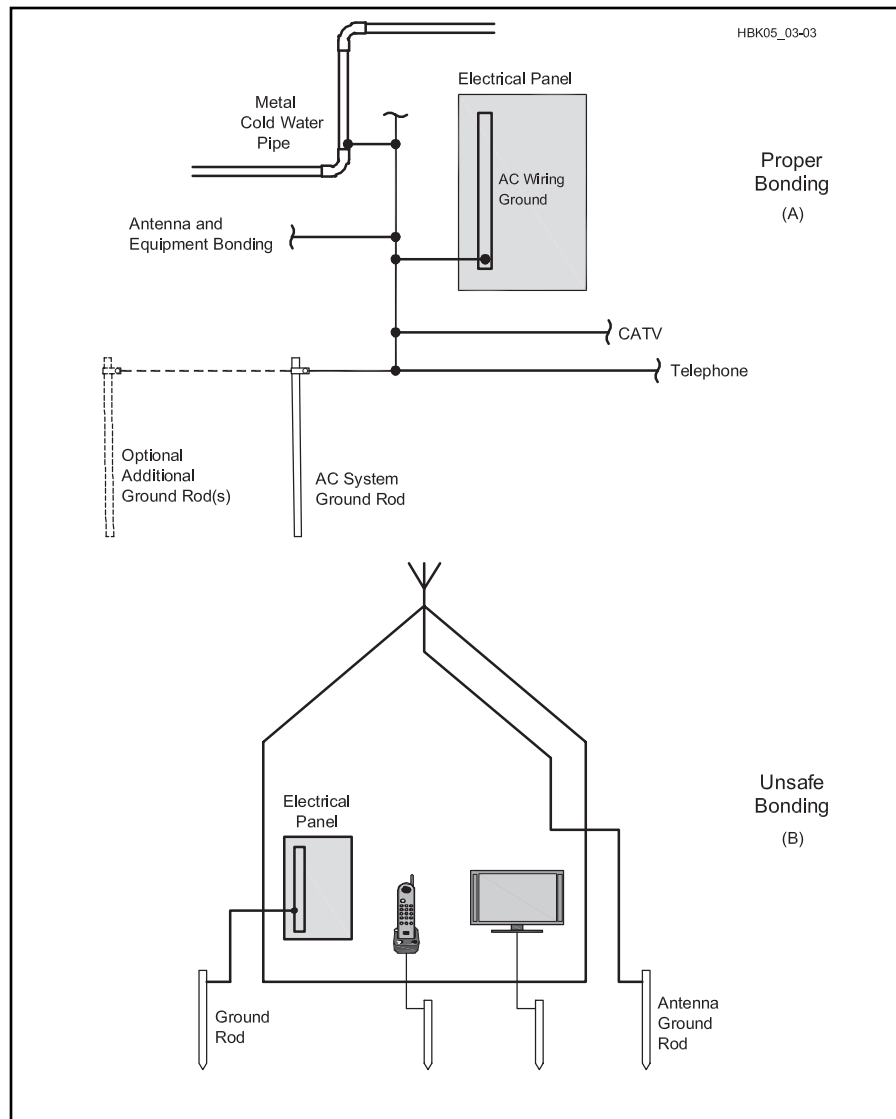 HBK05_03-03
Electrical Panel
Metal
Cold Water
Pipe
AC Wiring
Ground
Proper
Bonding
(A)
Antenna and
Equipment Bonding
CATV
Telephone
Optional
Additional
Ground Rod(s)
AC System
Ground Rod
Electrical
Panel
Unsafe
Bonding
(B)
Ground
Rod
Antenna
Ground
Rod